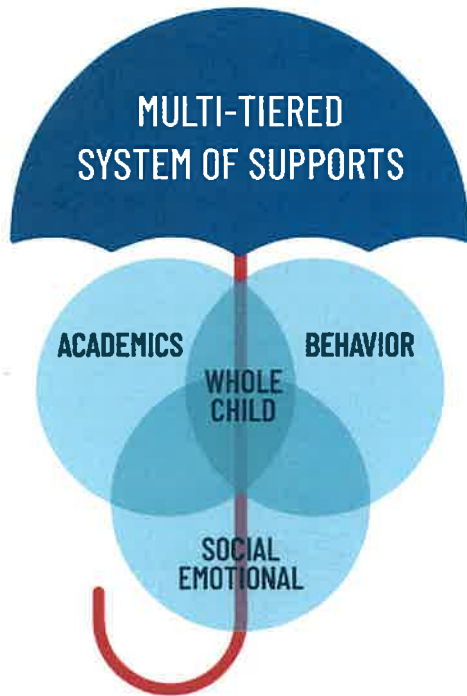 MULTI-TIERED
SYSTEM OF SUPPORTS
ACADEMICS
BEHAVIOR
WHOLE
CHILD
SOCIAL
EMOTIONAL